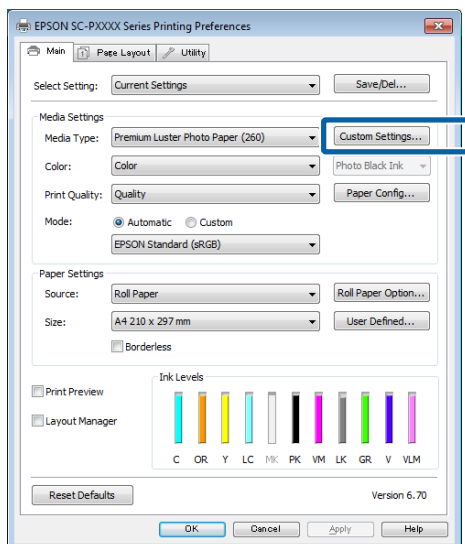 EPSON SC-PXXXX Series Printing Preferences
Main Page Layout Utility
Select Setting: Current Settings Save/Del...
Media Settings
Media Type: Premium Luster Photo Paper (260) Custom Settings...
Color: Color Photo Black Ink
Print Quality: Quality Paper Config...
Mode: Automatic Custom
EPSON Standard (sRGB)
Paper Settings
Source: Roll Paper Roll Paper Option...
Size: A4 210 x 297 mm User Defined...
Borderless
Ink Levels
Print Preview
Layout Manager
C OR Y LC MK PK VM LK GR V VLM
Reset Defaults Version 6.70
OK Cancel Apply Help